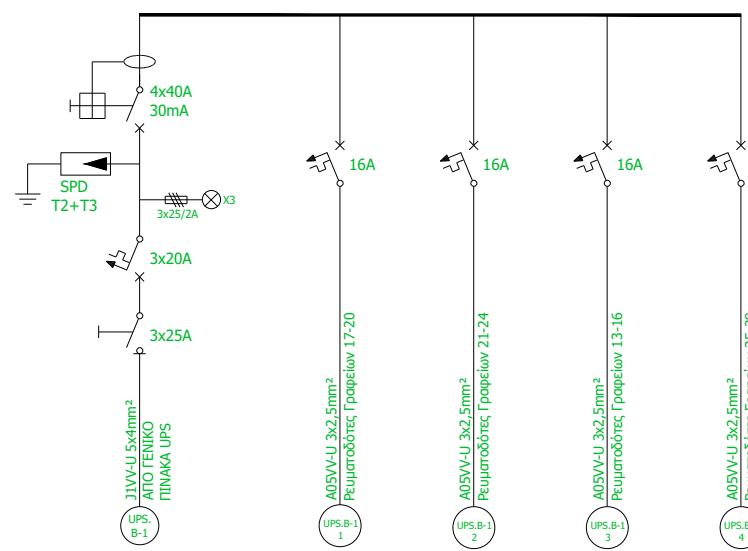 4x40A
30mA
SPD
T2+T3
3x25/2A
X3
3x20A
3x25A
J1VV-U 5x4mm²
ΑΠΟ ΓΕΝΙΚΟ
ΠΙΝΑΚΑ UPS
UPS.
B-1
16A
A05VV-U 3x2,5mm²
Ρευματοδότες Γραφείων 17-20
UPS.B-1
1
16A
A05VV-U 3x2,5mm²
Ρευματοδότες Γραφείων 21-24
UPS.B-1
2
16A
A05VV-U 3x2,5mm²
Ρευματοδότες Γραφείων 13-16
UPS.B-1
3
A05VV-U 3x2,5mm²
4